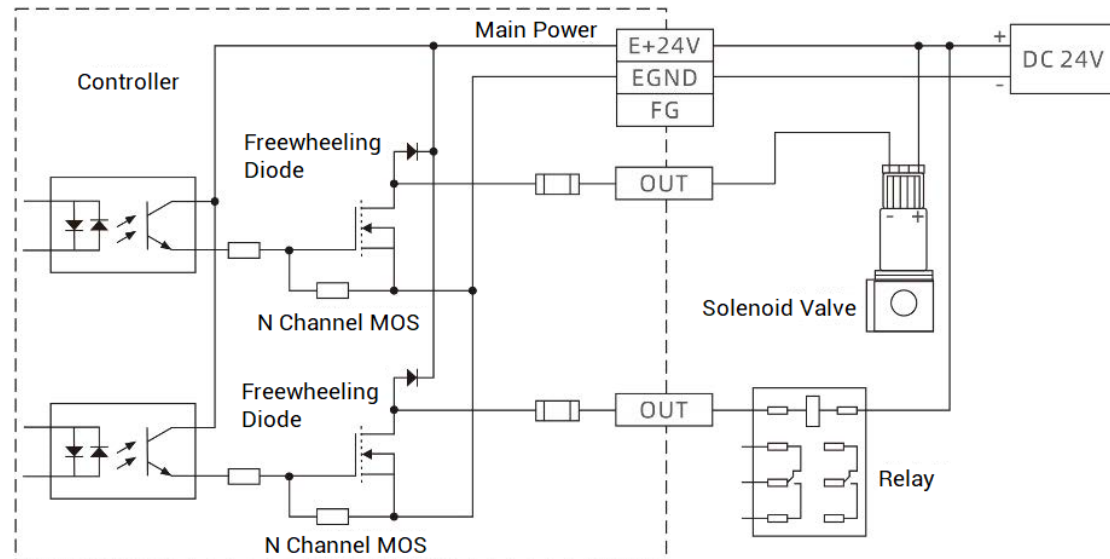 Main Power
E+24V
+
DC 24V
Controller
EGND
-
FG
Freewheeling
Diode
OUT
- +
Solenoid Valve
N Channel MOS
Freewheeling
Diode
OUT
Relay
N Channel MOS